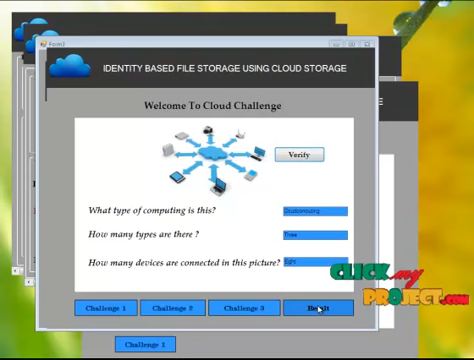 Form2
IDENTITY BASED FILE STORAGE USING CLOUD STORAGE
Welcome To Cloud Challenge
Verify
What type of computing is this?
How many types are there ?
Three
How many devices are connected in this picture?
Eight
Challenge 1 Challenge 2 Challenge 3 Result
CLICK my
PROJECT.COM
Challenge 1